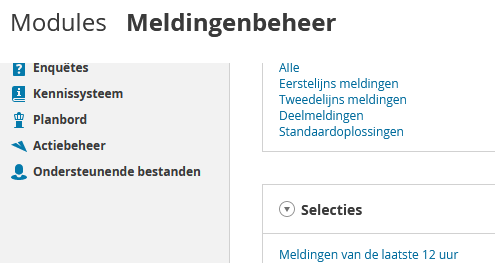 Modules Meldingenbeheer
Enquêtes
Kennissysteem
Planbord
Actiebeheer
Ondersteunende bestanden
Alle
Eerstelijns meldingen
Tweedelijns meldingen
Deelmeldingen
Standaardoplossingen
Selecties
Meldingen van de laatste 12 uur